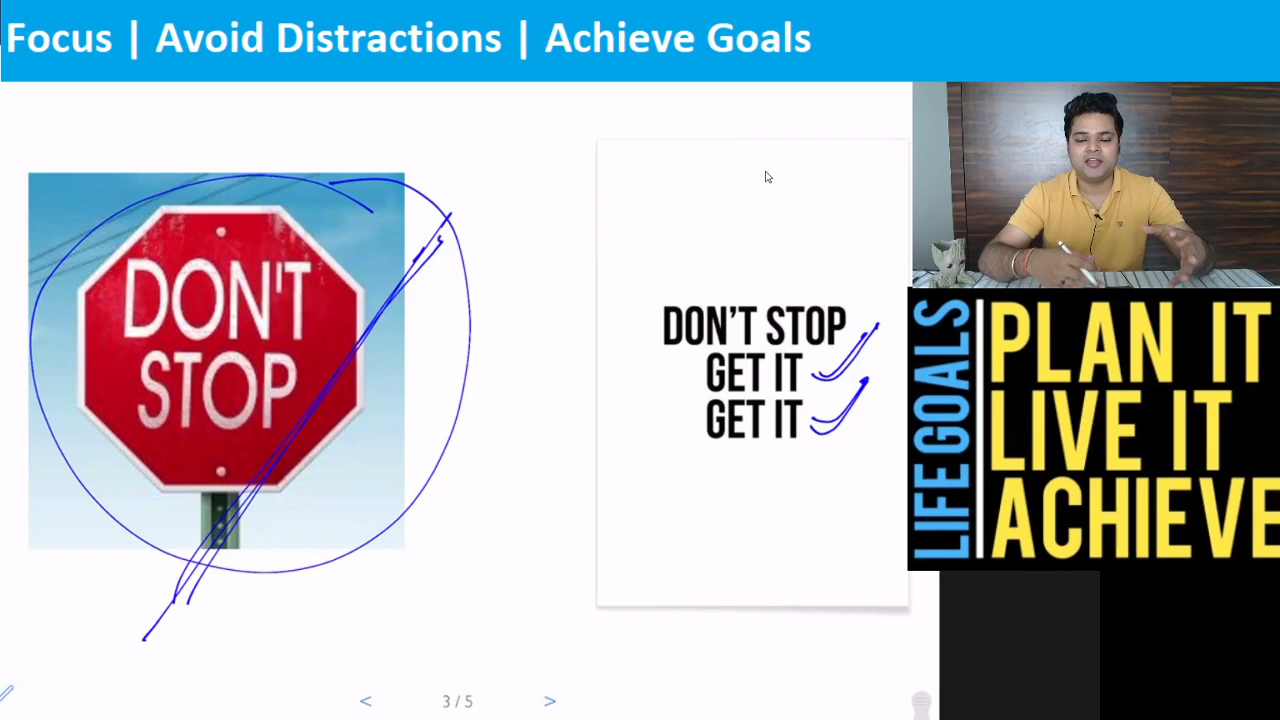 Focus | Avoid Distractions | Achieve Goals
DON'T
STOP
DON'T STOP
GET IT
GET IT
LIFE GOALS
PLAN IT
LIVE IT
ACHIEVE
3 / 5